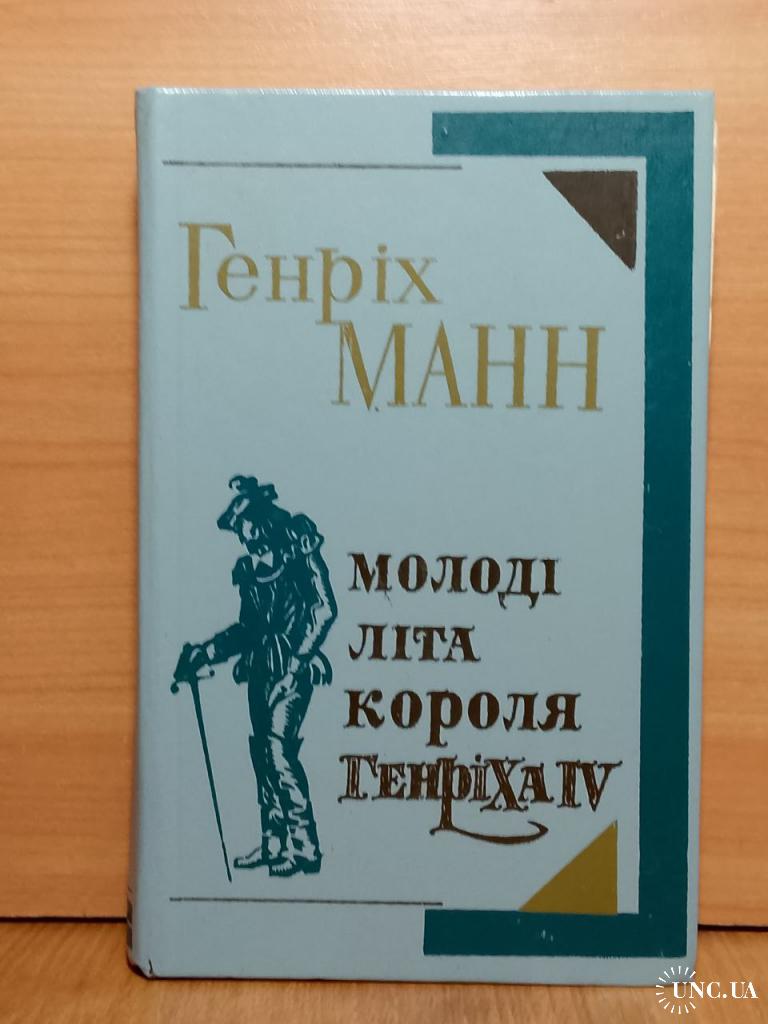 Генріх
МАНН
МОЛОДІ
ЛІТА
КОРОЛЯ
ГЕНРІХА IV
UNC.UA